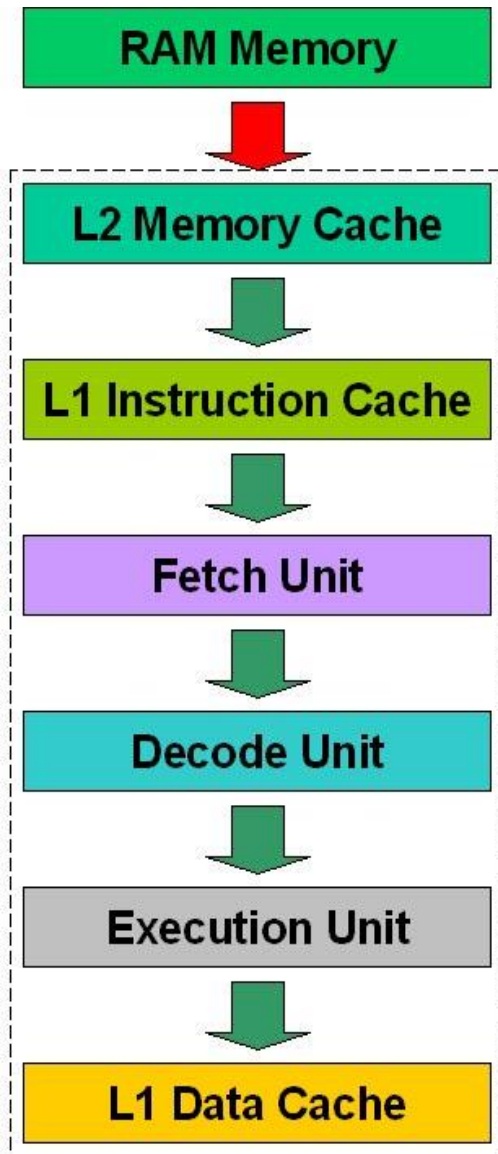 RAM Memory
L2 Memory Cache
L1 Instruction Cache
Fetch Unit
Decode Unit
Execution Unit
L1 Data Cache